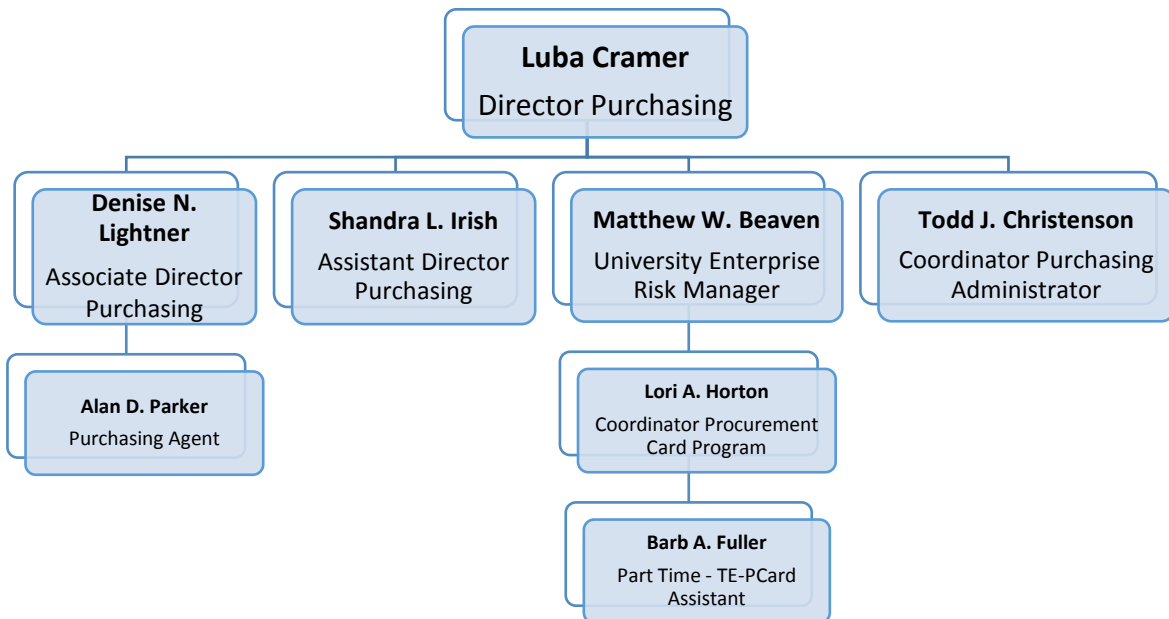 Luba Cramer
Director Purchasing
Denise N.
Lightner
Associate Director
Purchasing
Shandra L. Irish
Assistant Director
Purchasing
Matthew W. Beaven
University Enterprise
Risk Manager
Todd J. Christenson
Coordinator Purchasing
Administrator
Alan D. Parker
Purchasing Agent
Lori A. Horton
Coordinator Procurement
Card Program
Barb A. Fuller
Part Time - TE-PCard
Assistant